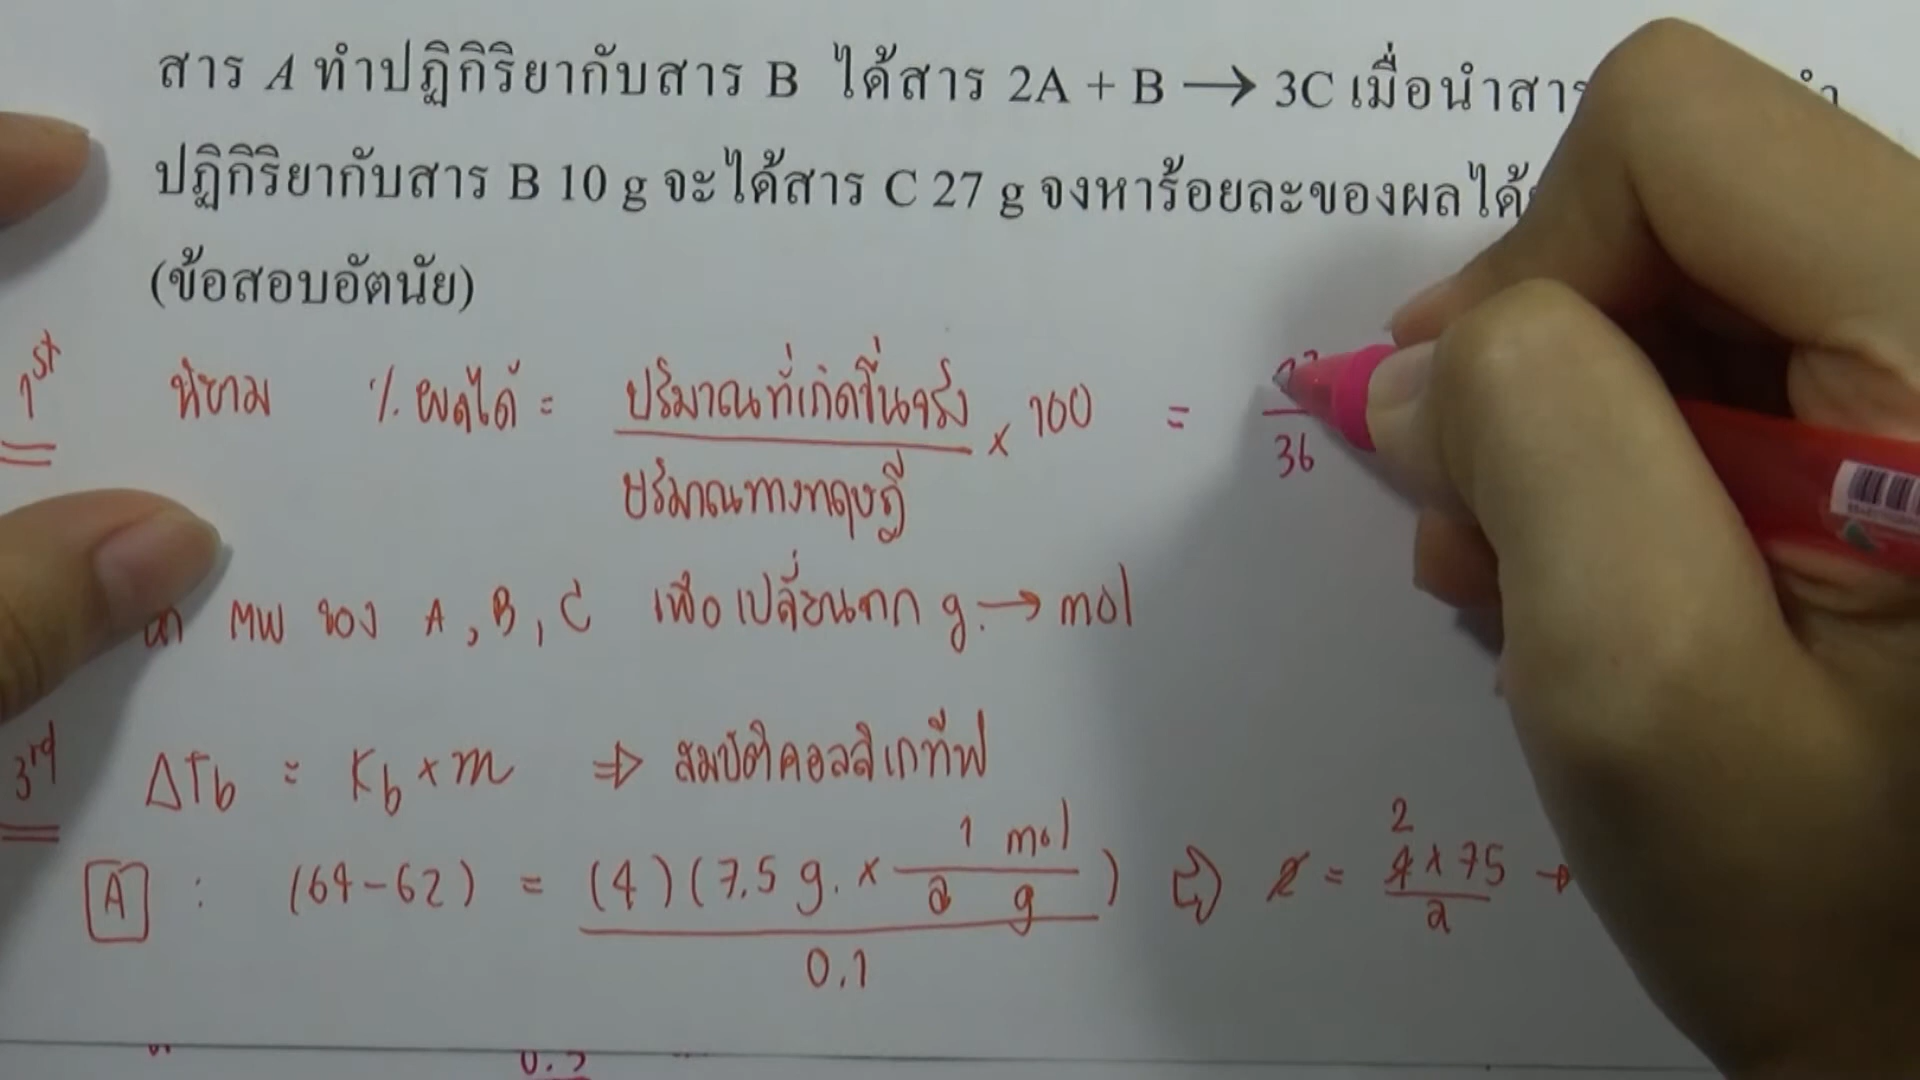 สาร A ทำปฏิกิริยากับสาร B ได้สาร 2A + B → 3C เมื่อนำสาร
ปฏิกิริยากับสาร B 10 g จะได้สาร C 27 g จงหาร้อยละของผลได้
(ข้อสอบอัตนัย)
1st นิยาม % ผลได้ = ปริมาณที่เกิดขึ้นจริง / ปริมาณทางทฤษฎี × 100 = / 36
MW ของ A, B, C เพื่อเปลี่ยนจาก g. → mol
3rd ΔTb = Kb × m ⇒ สมบัติคอลลิเกทีฟ
A : (64-62) = (4)(7.5 g. × 1 mol / a g) / 0.1 ⇨ 2 = 2 4 × 75 / a →